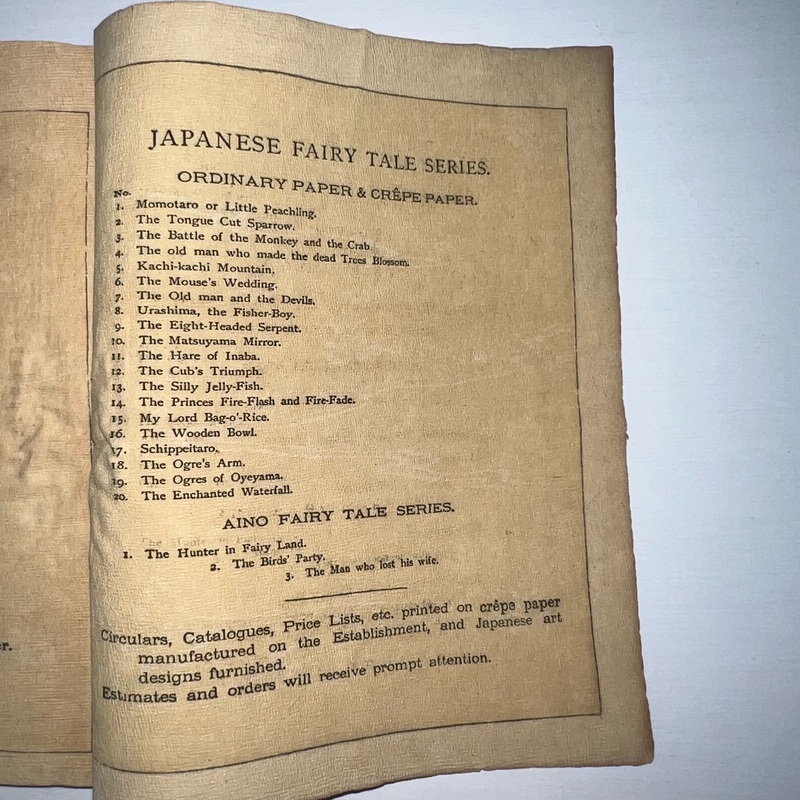 JAPANESE FAIRY TALE SERIES.
ORDINARY PAPER & CRÊPE PAPER.
No.
1. Momotaro or Little Peachling.
2. The Tongue Cut Sparrow.
3. The Battle of the Monkey and the Crab
4. The old man who made the dead Trees Blossom.
5. Kachi-kachi Mountain.
6. The Mouse's Wedding.
7. The Old man and the Devils.
8. Urashima, the Fisher-Boy.
9. The Eight-Headed Serpent.
10. The Matsuyama Mirror.
11. The Hare of Inaba.
12. The Cub's Triumph.
13. The Silly Jelly-Fish.
14. The Princes Fire-Flash and Fire-Fade.
15. My Lord Bag-o'-Rice.
16. The Wooden Bowl.
17. Schippeitaro.
18. The Ogre's Arm.
19. The Ogres of Oyeyama.
20. The Enchanted Waterfall.
AINO FAIRY TALE SERIES.
1. The Hunter in Fairy Land.
2. The Birds' Party.
3. The Man who lost his wife.
Circulars, Catalogues, Price Lists, etc. printed on crêpe paper
manufactured on the Establishment, and Japanese art
designs furnished.
Estimates and orders will receive prompt attention.